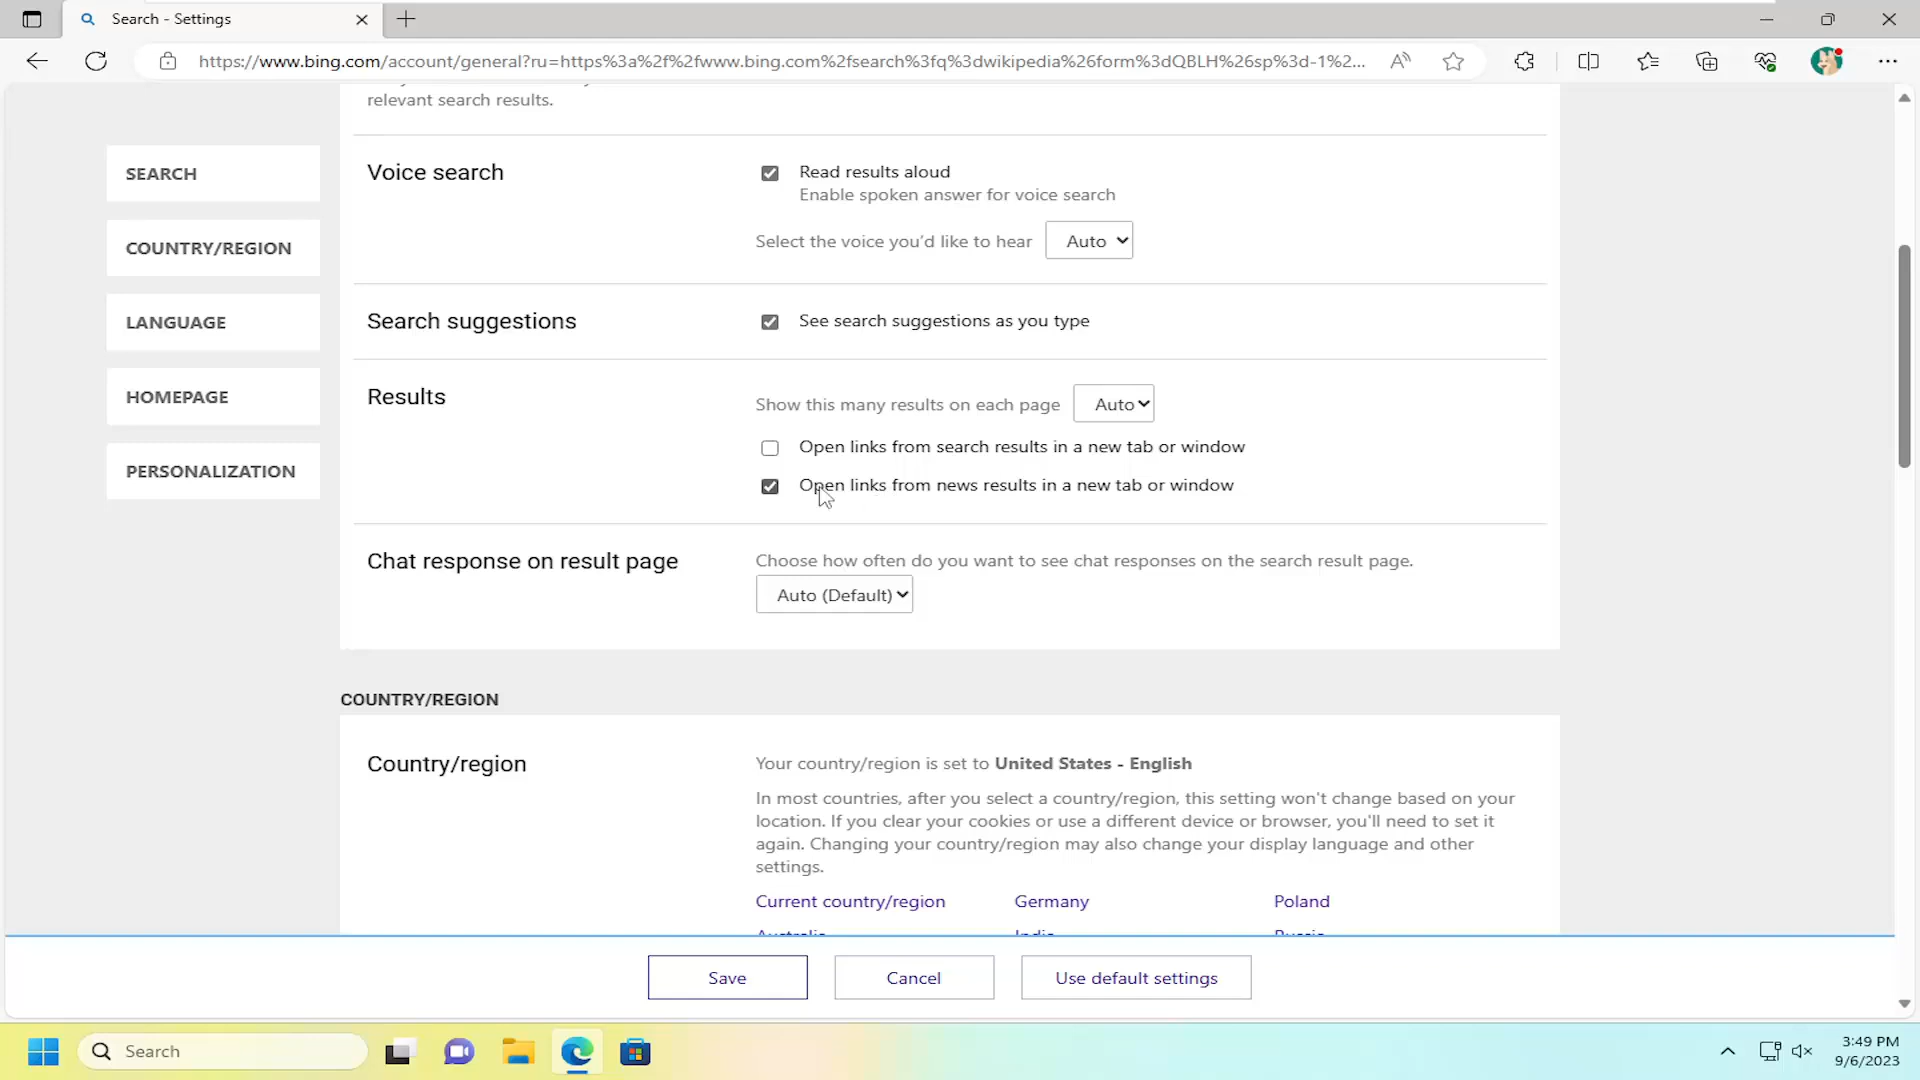 Search - Settings
https://www.bing.com/account/general?ru=https%3a%2f%2fwww.bing.com%2fsearch%3fq%3dwikipedia%26form%3dQBLH%26sp%3d-1%2...
relevant search results.
SEARCH
COUNTRY/REGION
LANGUAGE
HOMEPAGE
PERSONALIZATION
Voice search
Read results aloud
Enable spoken answer for voice search
Select the voice you'd like to hear Auto
Search suggestions
See search suggestions as you type
Results
Show this many results on each page Auto
Open links from search results in a new tab or window
Open links from news results in a new tab or window
Chat response on result page
Choose how often do you want to see chat responses on the search result page.
Auto (Default)
COUNTRY/REGION
Country/region
Your country/region is set to United States - English
In most countries, after you select a country/region, this setting won't change based on your
location. If you clear your cookies or use a different device or browser, you'll need to set it
again. Changing your country/region may also change your display language and other
settings.
Current country/region Germany Poland
Australia India Russia
Save Cancel Use default settings
Search
3:49 PM
9/6/2023